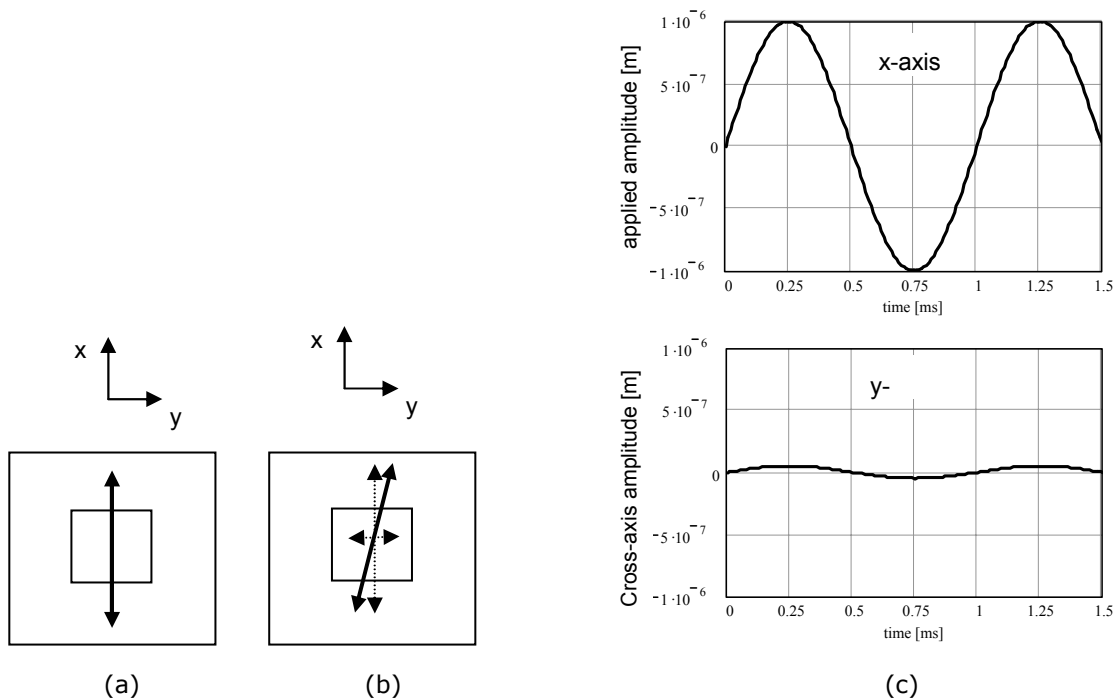 x
y
(a)
x
y
(b)
applied amplitude [m]
1·10⁻⁶
5·10⁻⁷
0
−5·10⁻⁷
−1·10⁻⁶
x-axis
0 0.25 0.5 0.75 1 1.25 1.5
time [ms]
Cross-axis amplitude [m]
1·10⁻⁶
5·10⁻⁷
0
−5·10⁻⁷
−1·10⁻⁶
y-
0 0.25 0.5 0.75 1 1.25 1.5
time [ms]
(c)